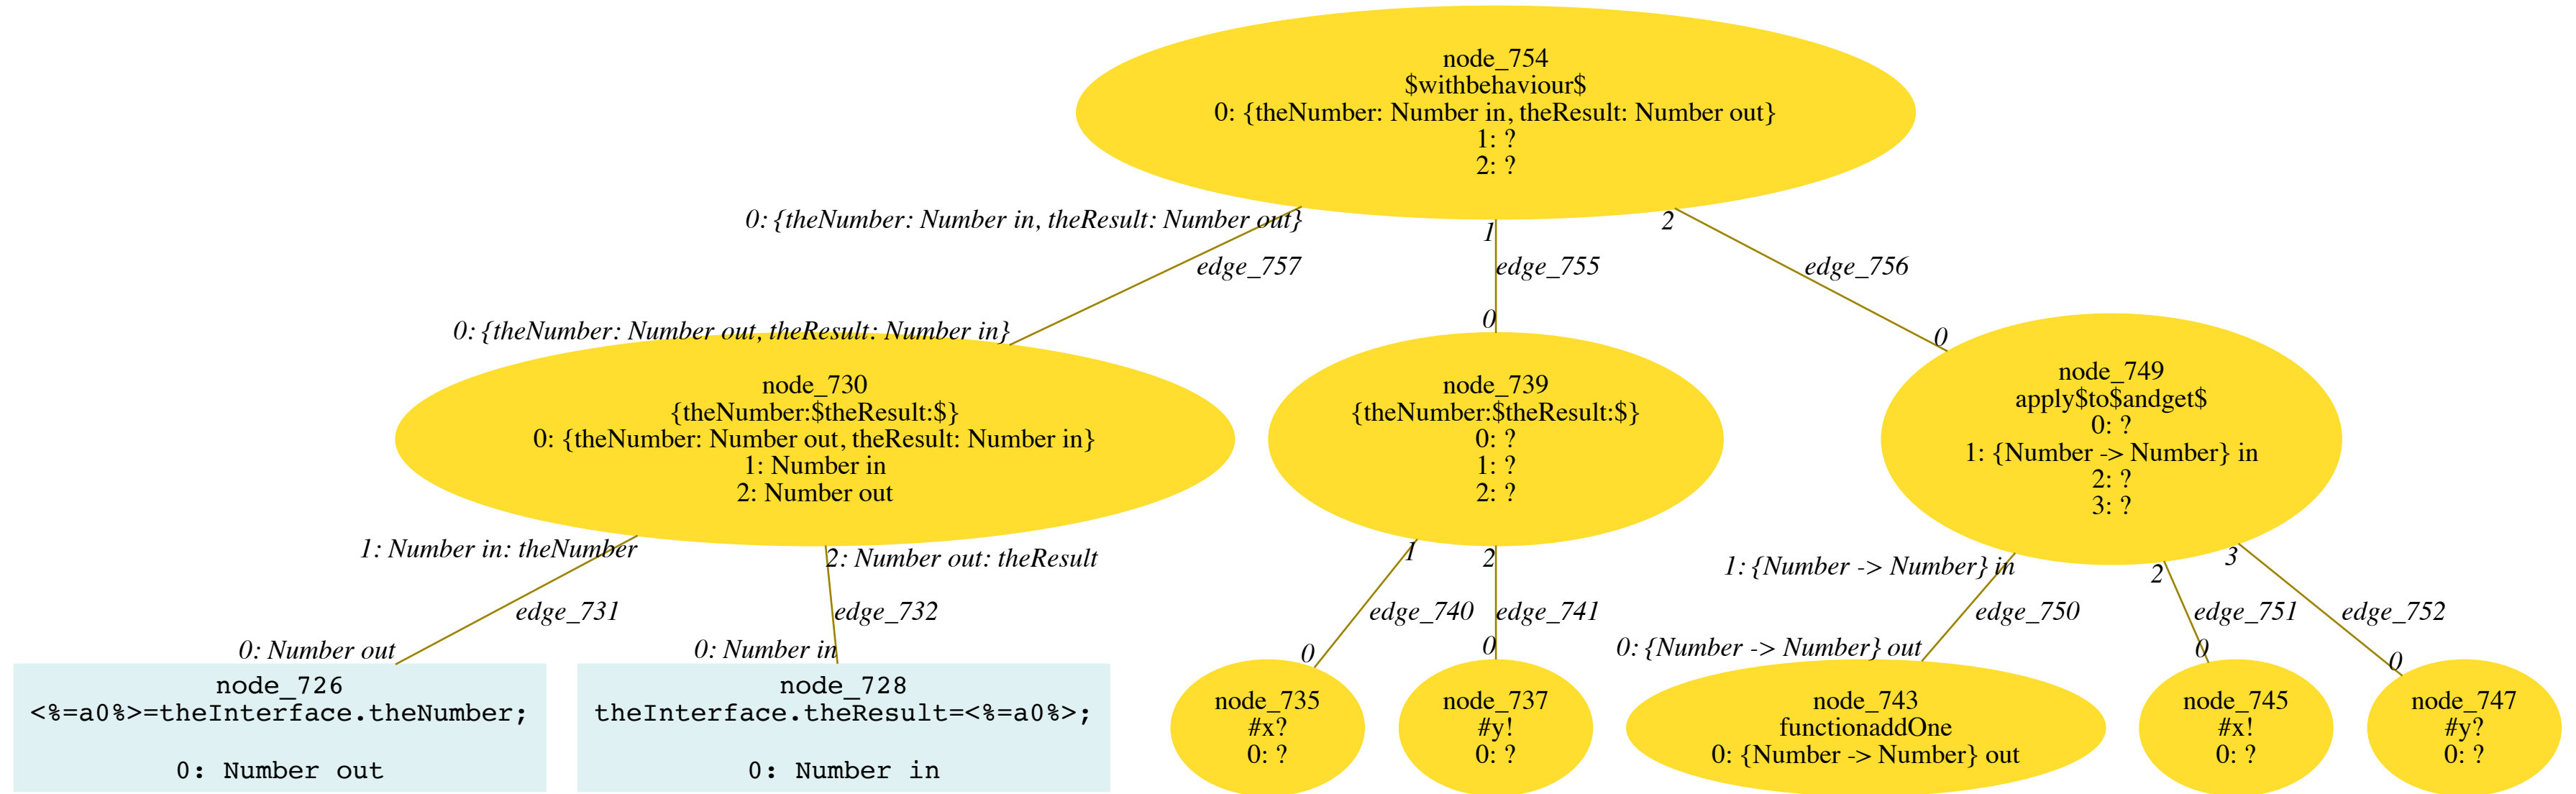 node_754
$withbehaviour$
0: {theNumber: Number in, theResult: Number out}
1: ?
2: ?
0: {theNumber: Number in, theResult: Number out}
1
2
edge_757
edge_755
edge_756
0: {theNumber: Number out, theResult: Number in}
0
0
node_730
{theNumber:$theResult:$}
0: {theNumber: Number out, theResult: Number in}
1: Number in
2: Number out
node_739
{theNumber:$theResult:$}
0: ?
1: ?
2: ?
node_749
apply$to$andget$
0: ?
1: {Number -> Number} in
2: ?
3: ?
1: Number in: theNumber
2: Number out: theResult
1
2
1: {Number -> Number} in
2
3
edge_731
edge_732
edge_740
edge_741
edge_750
edge_751
edge_752
0: Number out
0: Number in
0
0
0: {Number -> Number} out
0
0
node_726
<%=a0%>=theInterface.theNumber;
0: Number out
node_728
theInterface.theResult=<%=a0%>;
0: Number in
node_735
#x?
0: ?
node_737
#y!
0: ?
node_743
functionaddOne
0: {Number -> Number} out
node_745
#x!
0: ?
node_747
#y?
0: ?